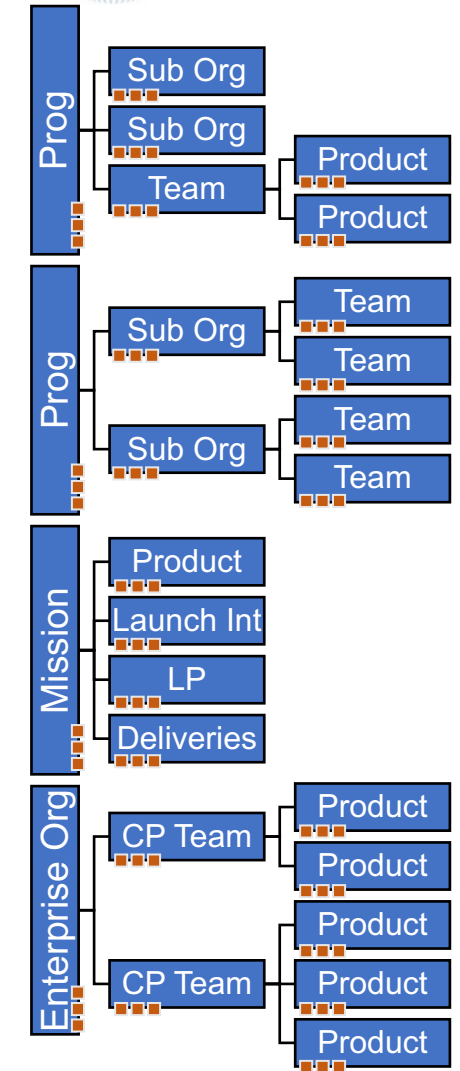 Prog
Sub Org
Sub Org
Team
Product
Product
Prog
Sub Org
Team
Team
Sub Org
Team
Team
Mission
Product
Launch Int
LP
Deliveries
Enterprise Org
CP Team
Product
Product
CP Team
Product
Product
Product